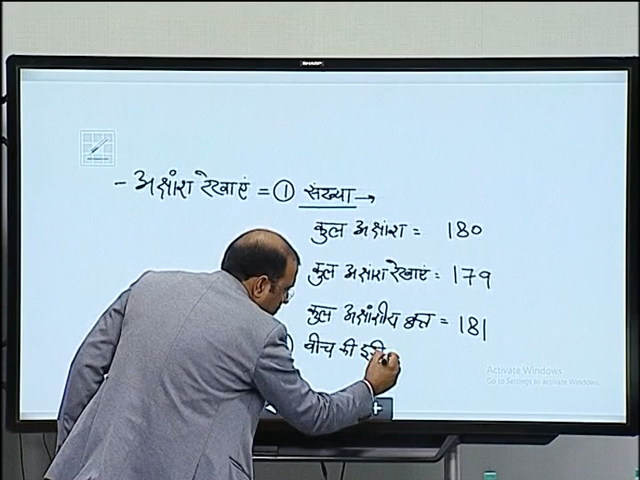 SHARP
- अक्षांश रेखाएं = ① संख्या →
कुल अक्षांश = 180
कुल अक्षांश रेखाएं = 179
कुल अक्षांशीय वृत्त = 181
बीच की
Activate Windows
Go to Settings to activate Windows.